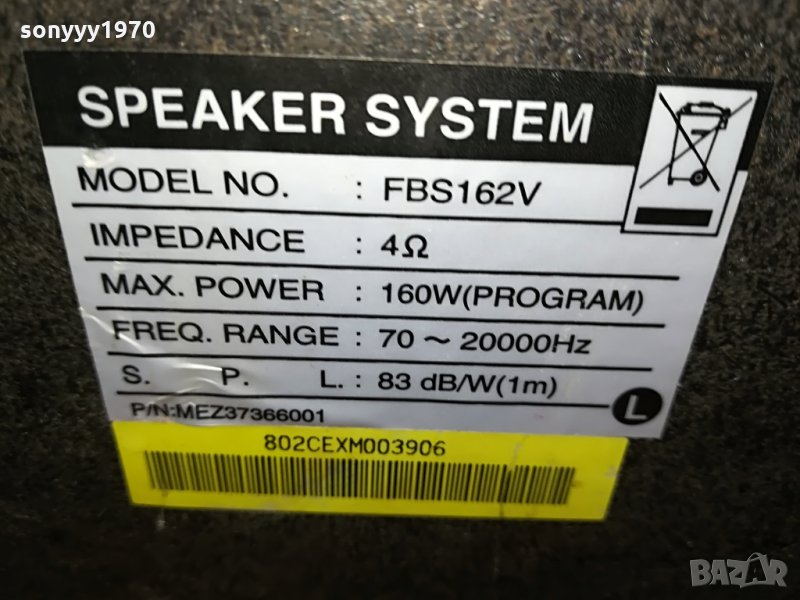 sonyyy1970
SPEAKER SYSTEM
MODEL NO. : FBS162V
IMPEDANCE : 4Ω
MAX. POWER : 160W(PROGRAM)
FREQ. RANGE : 70 ~ 20000Hz
S. P. L. : 83 dB/W(1m)
P/N:MEZ37366001
L
802CEXM003906
BAZAR